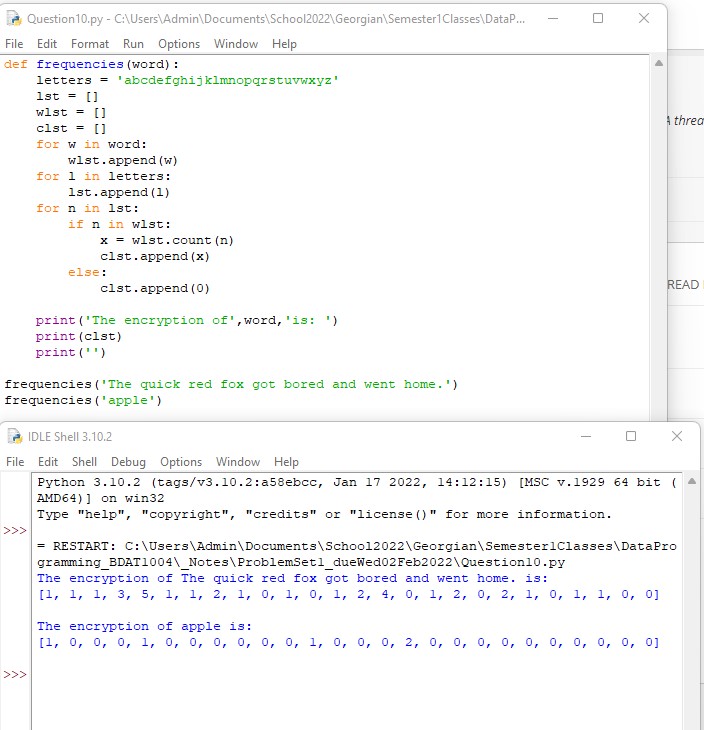 Question10.py - C:\Users\Admin\Documents\School2022\Georgian\Semester1Classes\DataP...
File Edit Format Run Options Window Help
def frequencies(word):
    letters = 'abcdefghijklmnopqrstuvwxyz'
    lst = []
    wlst = []
    clst = []
    for w in word:
        wlst.append(w)
    for l in letters:
        lst.append(l)
    for n in lst:
        if n in wlst:
            x = wlst.count(n)
            clst.append(x)
        else:
            clst.append(0)
    print('The encryption of',word,'is: ')
    print(clst)
    print('')
frequencies('The quick red fox got bored and went home.')
frequencies('apple')
A threa
READ
IDLE Shell 3.10.2
File Edit Shell Debug Options Window Help
Python 3.10.2 (tags/v3.10.2:a58ebcc, Jan 17 2022, 14:12:15) [MSC v.1929 64 bit (
AMD64)] on win32
Type "help", "copyright", "credits" or "license()" for more information.
>>>
= RESTART: C:\Users\Admin\Documents\School2022\Georgian\Semester1Classes\DataPro
gramming_BDAT1004\_Notes\ProblemSet1_dueWed02Feb2022\Question10.py
The encryption of The quick red fox got bored and went home. is:
[1, 1, 1, 3, 5, 1, 1, 2, 1, 0, 1, 0, 1, 2, 4, 0, 1, 2, 0, 2, 1, 0, 1, 1, 0, 0]
The encryption of apple is:
[1, 0, 0, 0, 1, 0, 0, 0, 0, 0, 0, 1, 0, 0, 0, 2, 0, 0, 0, 0, 0, 0, 0, 0, 0, 0]
>>>